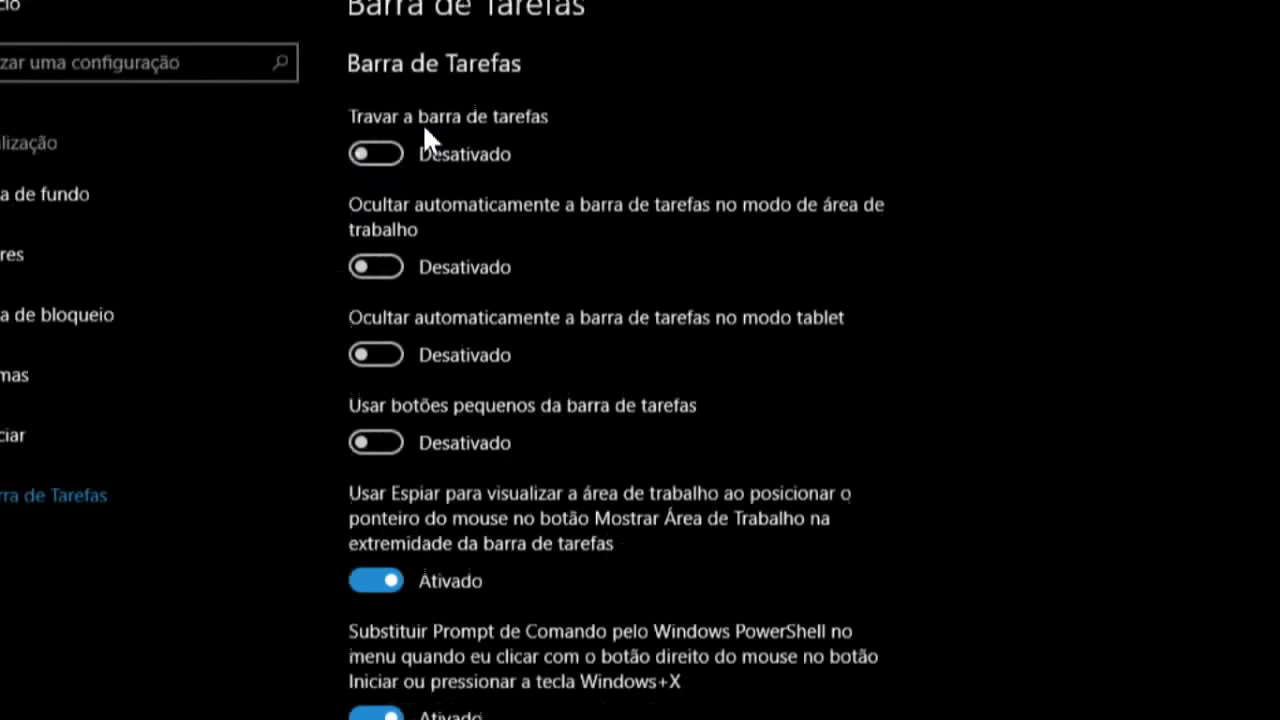 cio
Barra de Tarefas
zar uma configuração
Barra de Tarefas
Travar a barra de tarefas
Desativado
lização
a de fundo
Ocultar automaticamente a barra de tarefas no modo de área de
trabalho
Desativado
res
a de bloqueio
Ocultar automaticamente a barra de tarefas no modo tablet
Desativado
mas
Usar botões pequenos da barra de tarefas
Desativado
ciar
rra de Tarefas
Usar Espiar para visualizar a área de trabalho ao posicionar o
ponteiro do mouse no botão Mostrar Área de Trabalho na
extremidade da barra de tarefas
Ativado
Substituir Prompt de Comando pelo Windows PowerShell no
menu quando eu clicar com o botão direito do mouse no botão
Iniciar ou pressionar a tecla Windows+X
Ativado